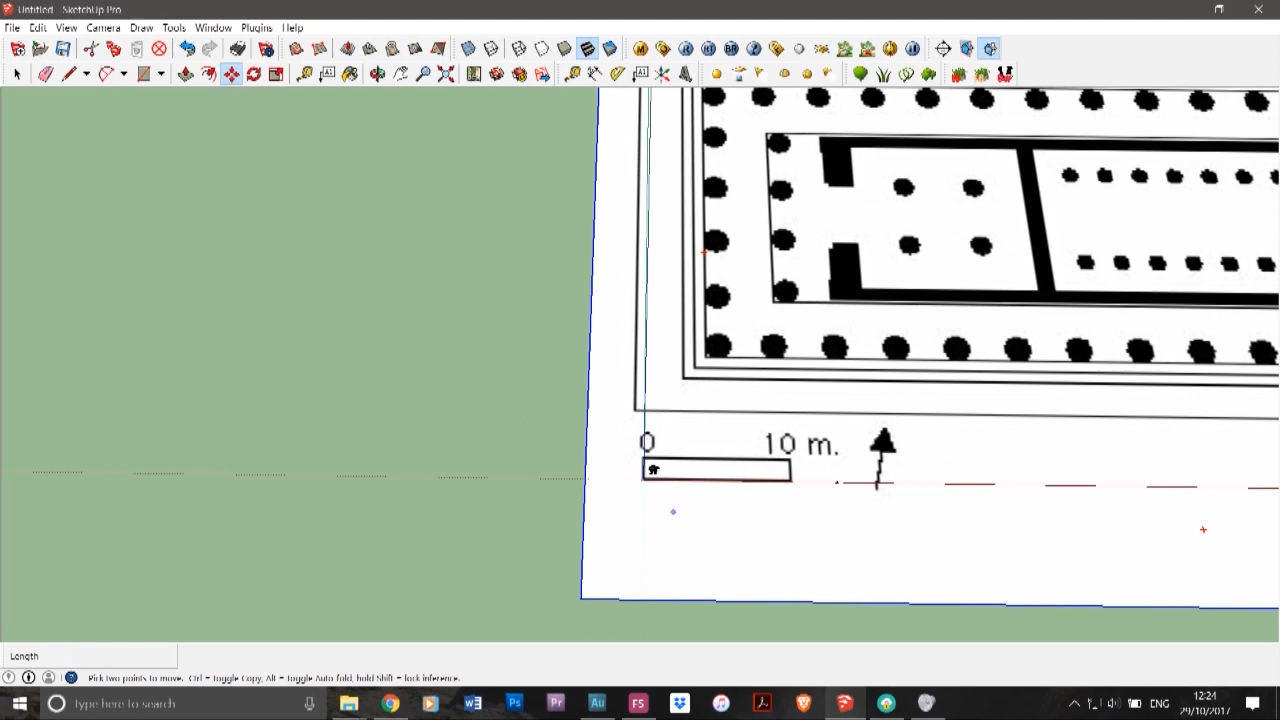 Untitled - SketchUp Pro
File Edit View Camera Draw Tools Window Plugins Help
0 10 m.
Length
Pick two points to move. Ctrl = toggle Copy, Alt = toggle Auto-fold, hold Shift = lock inference.
Type here to search
ENG
12:24
29/10/2017